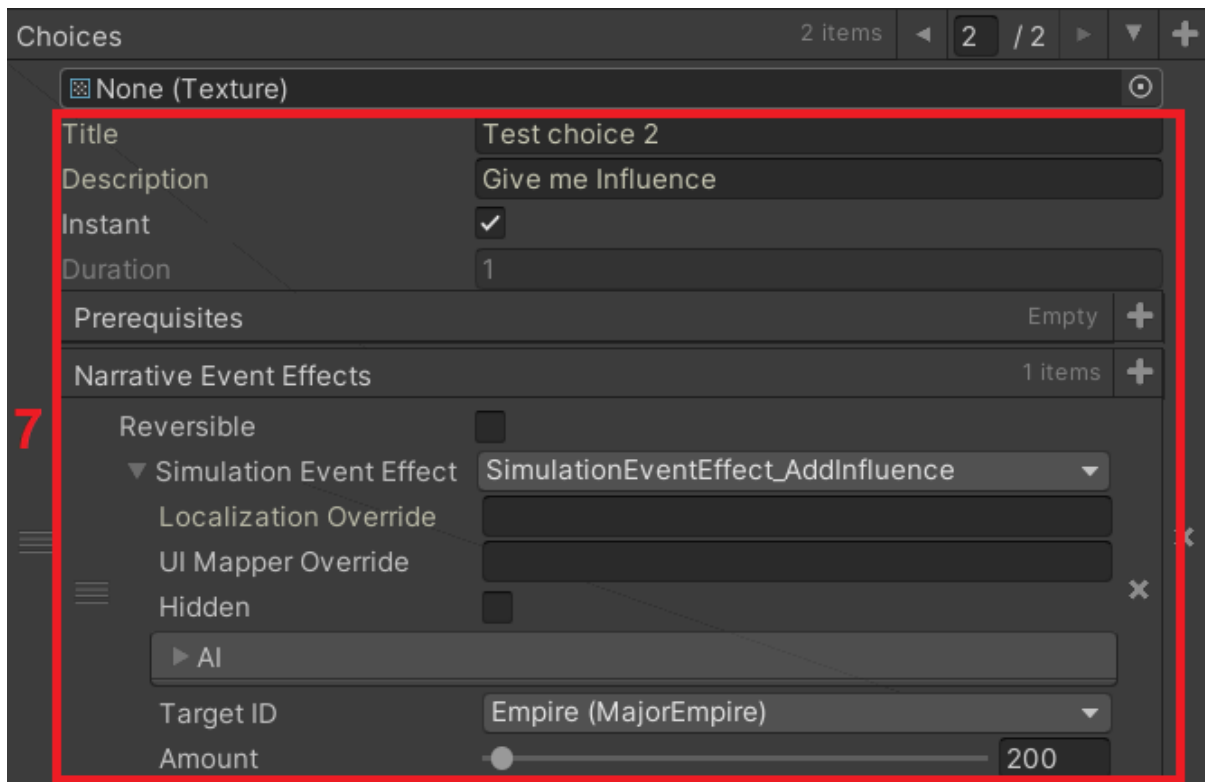 Choices 2 items 2 / 2
None (Texture)
Title Test choice 2
Description Give me Influence
Instant
Duration 1
Prerequisites Empty
Narrative Event Effects 1 items
7
Reversible
Simulation Event Effect SimulationEventEffect_AddInfluence
Localization Override
UI Mapper Override
Hidden
AI
Target ID Empire (MajorEmpire)
Amount 200